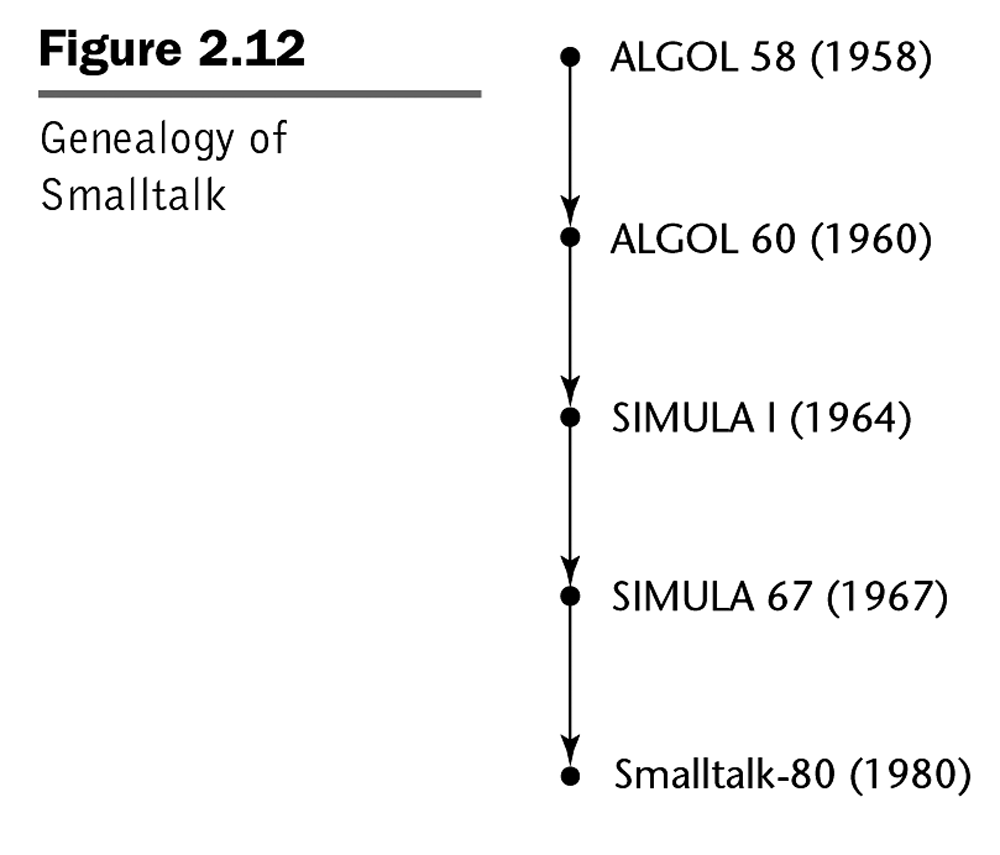 Figure 2.12
Genealogy of
Smalltalk
ALGOL 58 (1958)
ALGOL 60 (1960)
SIMULA I (1964)
SIMULA 67 (1967)
Smalltalk-80 (1980)